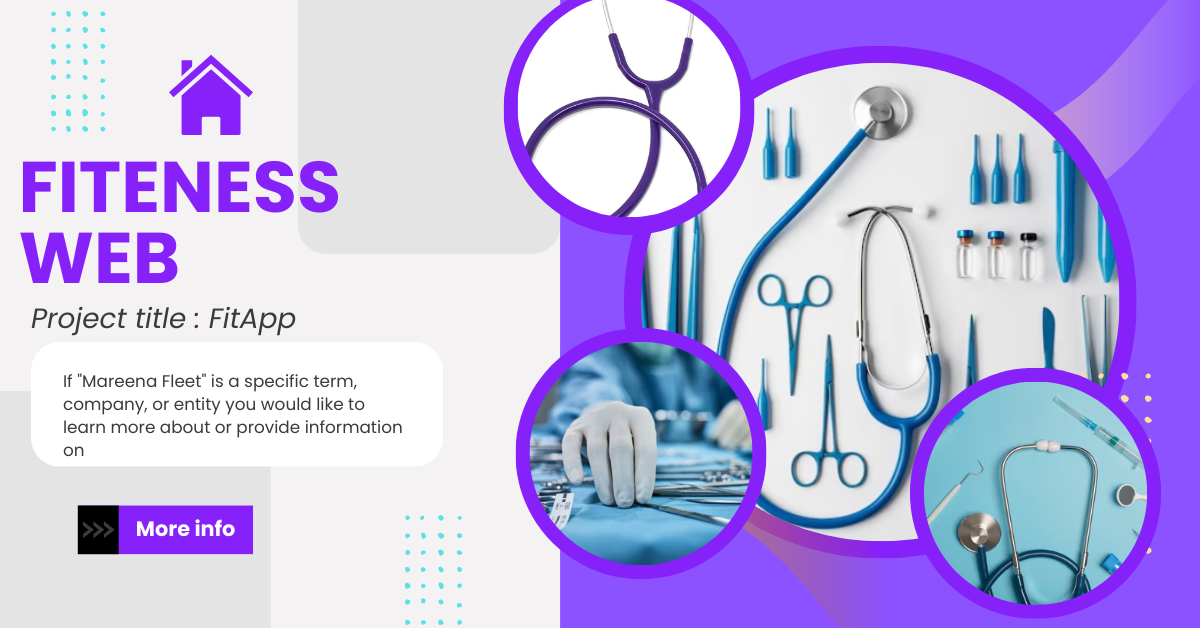 FITENESS
WEB
Project title : FitApp
If "Mareena Fleet" is a specific term,
company, or entity you would like to
learn more about or provide information
on
More info